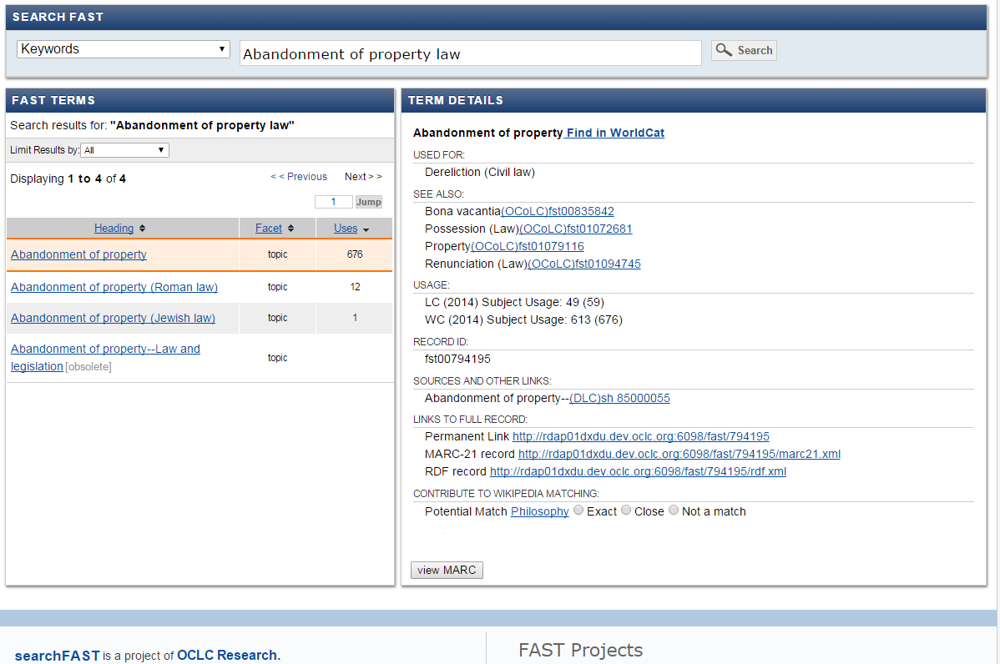 SEARCH FAST
Keywords
Abandonment of property law
Search
FAST TERMS
Search results for: "Abandonment of property law"
Limit Results by: All
Displaying 1 to 4 of 4
< < Previous Next > >
1 Jump
Heading Facet Uses
Abandonment of property topic 676
Abandonment of property (Roman law) topic 12
Abandonment of property (Jewish law) topic 1
Abandonment of property--Law and
legislation [obsolete] topic
TERM DETAILS
Abandonment of property Find in WorldCat
USED FOR:
Dereliction (Civil law)
SEE ALSO:
Bona vacantia(OCoLC)fst00835842
Possession (Law)(OCoLC)fst01072681
Property(OCoLC)fst01079116
Renunciation (Law)(OCoLC)fst01094745
USAGE:
LC (2014) Subject Usage: 49 (59)
WC (2014) Subject Usage: 613 (676)
RECORD ID:
fst00794195
SOURCES AND OTHER LINKS:
Abandonment of property--(DLC)sh 85000055
LINKS TO FULL RECORD:
Permanent Link http://rdap01dxdu.dev.oclc.org:6098/fast/794195
MARC-21 record http://rdap01dxdu.dev.oclc.org:6098/fast/794195/marc21.xml
RDF record http://rdap01dxdu.dev.oclc.org:6098/fast/794195/rdf.xml
CONTRIBUTE TO WIKIPEDIA MATCHING:
Potential Match Philosophy Exact Close Not a match
view MARC
searchFAST is a project of OCLC Research.
FAST Projects